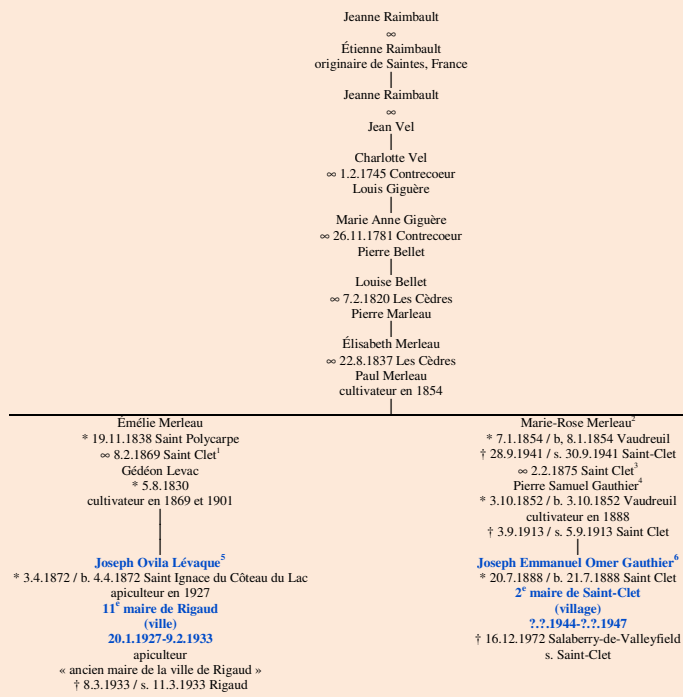 Jeanne Raimbault
∞
Étienne Raimbault
originaire de Saintes, France
Jeanne Raimbault
∞
Jean Vel
Charlotte Vel
∞ 1.2.1745 Contrecoeur
Louis Giguère
Marie Anne Giguère
∞ 26.11.1781 Contrecoeur
Pierre Bellet
Louise Bellet
∞ 7.2.1820 Les Cèdres
Pierre Marleau
Élisabeth Merleau
∞ 22.8.1837 Les Cèdres
Paul Merleau
cultivateur en 1854
Émélie Merleau
* 19.11.1838 Saint Polycarpe
∞ 8.2.1869 Saint Clet¹
Gédéon Levac
* 5.8.1830
cultivateur en 1869 et 1901
Joseph Ovila Lévaque⁵
* 3.4.1872 / b. 4.4.1872 Saint Ignace du Côteau du Lac
apiculteur en 1927
11ᵉ maire de Rigaud
(ville)
20.1.1927-9.2.1933
apiculteur
« ancien maire de la ville de Rigaud »
† 8.3.1933 / s. 11.3.1933 Rigaud
Marie-Rose Merleau²
* 7.1.1854 / b, 8.1.1854 Vaudreuil
† 28.9.1941 / s. 30.9.1941 Saint-Clet
∞ 2.2.1875 Saint Clet³
Pierre Samuel Gauthier⁴
* 3.10.1852 / b. 3.10.1852 Vaudreuil
cultivateur en 1888
† 3.9.1913 / s. 5.9.1913 Saint Clet
Joseph Emmanuel Omer Gauthier⁶
* 20.7.1888 / b. 21.7.1888 Saint Clet
2ᵉ maire de Saint-Clet
(village)
?.?.1944-?.?.1947
† 16.12.1972 Salaberry-de-Valleyfield
s. Saint-Clet